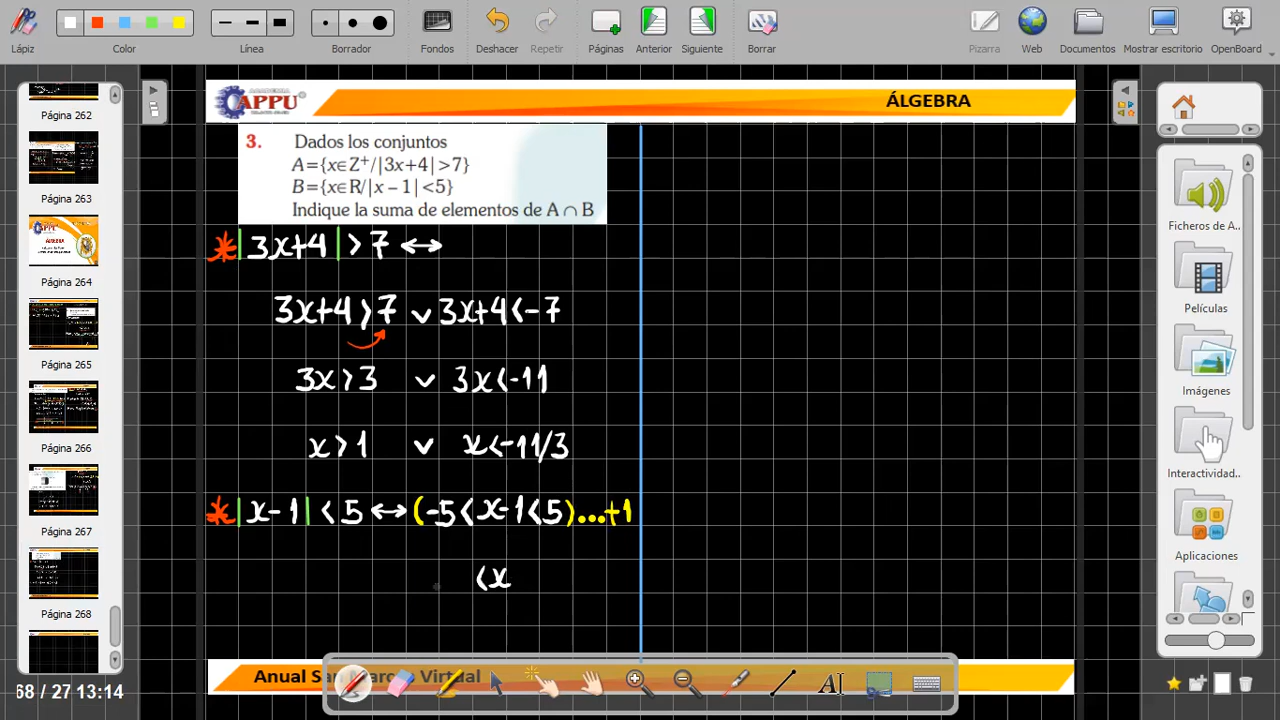 Lápiz
Color
Línea
Borrador
Fondos
Deshacer
Repetir
Páginas
Anterior
Siguiente
Borrar
Pizarra
Web
Documentos
Mostrar escritorio
OpenBoard
Página 262
Página 263
Página 264
Página 265
Página 266
Página 267
Página 268
68 / 27 13:14
ACADEMIA
APPU
ÁLGEBRA
3. Dados los conjuntos
A={x∈Z⁺/|3x+4|>7}
B={x∈R/|x – 1|<5}
Indique la suma de elementos de A ∩ B
* |3x+4| > 7 ↔
3x+4 > 7 ∨ 3x+4 < -7
3x > 3 ∨ 3x < -11
x > 1 ∨ x < -11/3
* |x-1| < 5 ↔ (-5 < x-1 < 5)...+1
< x
Anual San Marcos Virtual
Ficheros de A...
Películas
Imágenes
Interactividad...
Aplicaciones